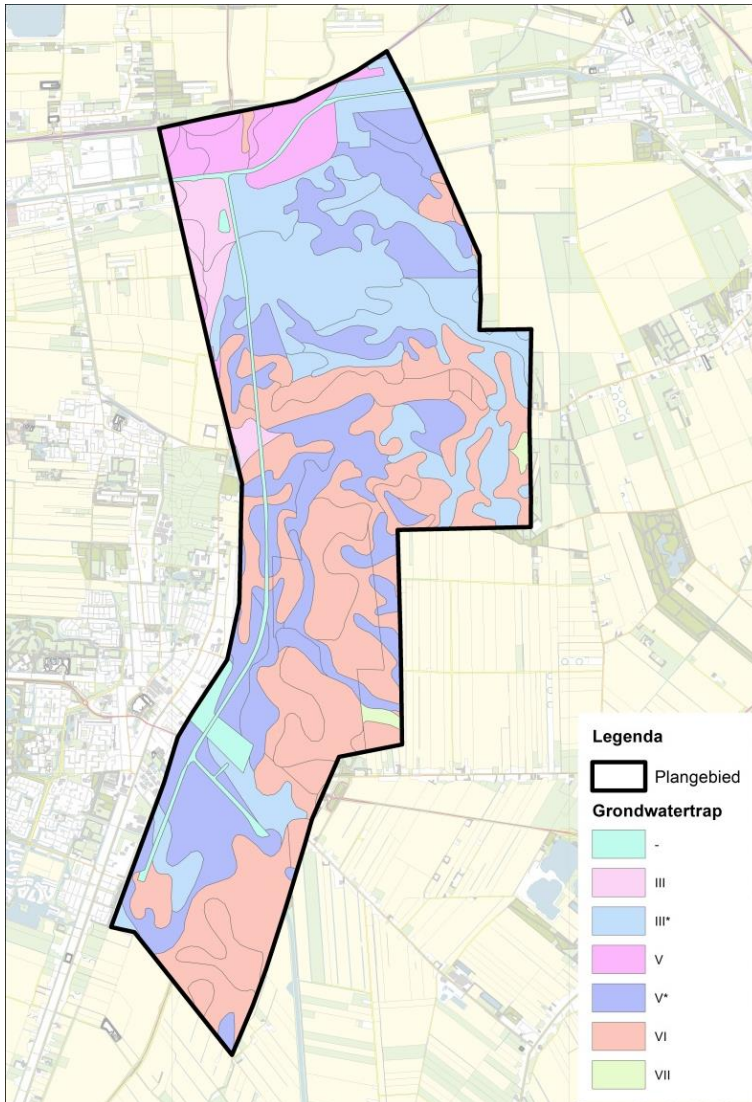 Legenda
Plangebied
Grondwatertrap
-
III
III*
V
V*
VI
VII